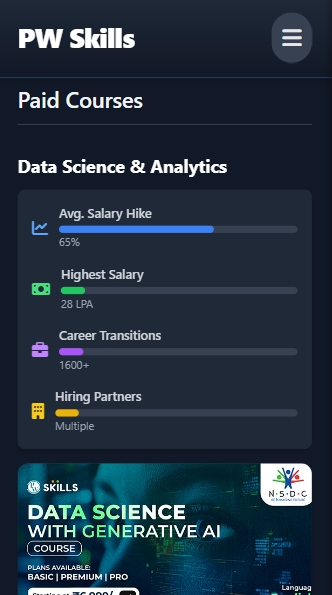 PW Skills
Paid Courses
Data Science & Analytics
Avg. Salary Hike
65%
Highest Salary
28 LPA
Career Transitions
1600+
Hiring Partners
Multiple
SKILLS
N·S·D·C
DATA SCIENCE
WITH GENERATIVE AI
COURSE
PLANS AVAILABLE:
BASIC | PREMIUM | PRO
Languag